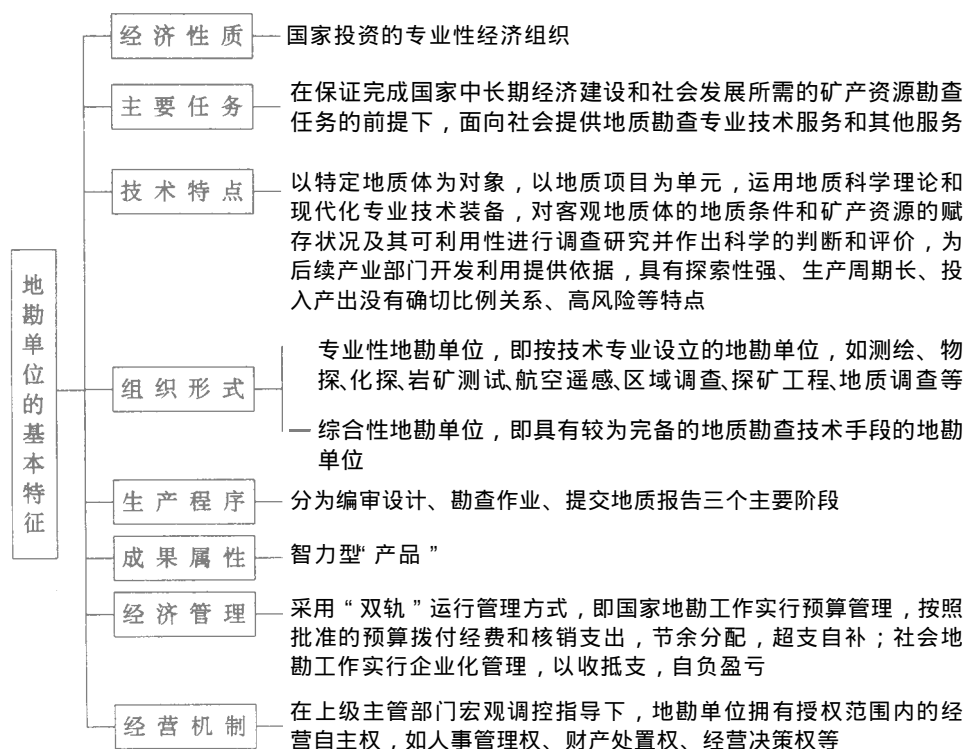 经济性质
国家投资的专业性经济组织
主要任务
在保证完成国家中长期经济建设和社会发展所需的矿产资源勘查
任务的前提下，面向社会提供地质勘查专业技术服务和其他服务
技术特点
以特定地质体为对象，以地质项目为单元，运用地质科学理论和
现代化专业技术装备，对客观地质体的地质条件和矿产资源的赋
存状况及其可利用性进行调查研究并作出科学的判断和评价，为
后续产业部门开发利用提供依据，具有探索性强、生产周期长、投
入产出没有确切比例关系、高风险等特点
地勘单位的基本特征
组织形式
专业性地勘单位，即按技术专业设立的地勘单位，如测绘、物
探、化探、岩矿测试、航空遥感、区域调查、探矿工程、地质调查等
综合性地勘单位，即具有较为完备的地质勘查技术手段的地勘
单位
生产程序
分为编审设计、勘查作业、提交地质报告三个主要阶段
成果属性
智力型“产品”
经济管理
采用“双轨”运行管理方式，即国家地勘工作实行预算管理，按照
批准的预算拨付经费和核销支出，节余分配，超支自补；社会地
勘工作实行企业化管理，以收抵支，自负盈亏
经营机制
在上级主管部门宏观调控指导下，地勘单位拥有授权范围内的经
营自主权，如人事管理权、财产处置权、经营决策权等